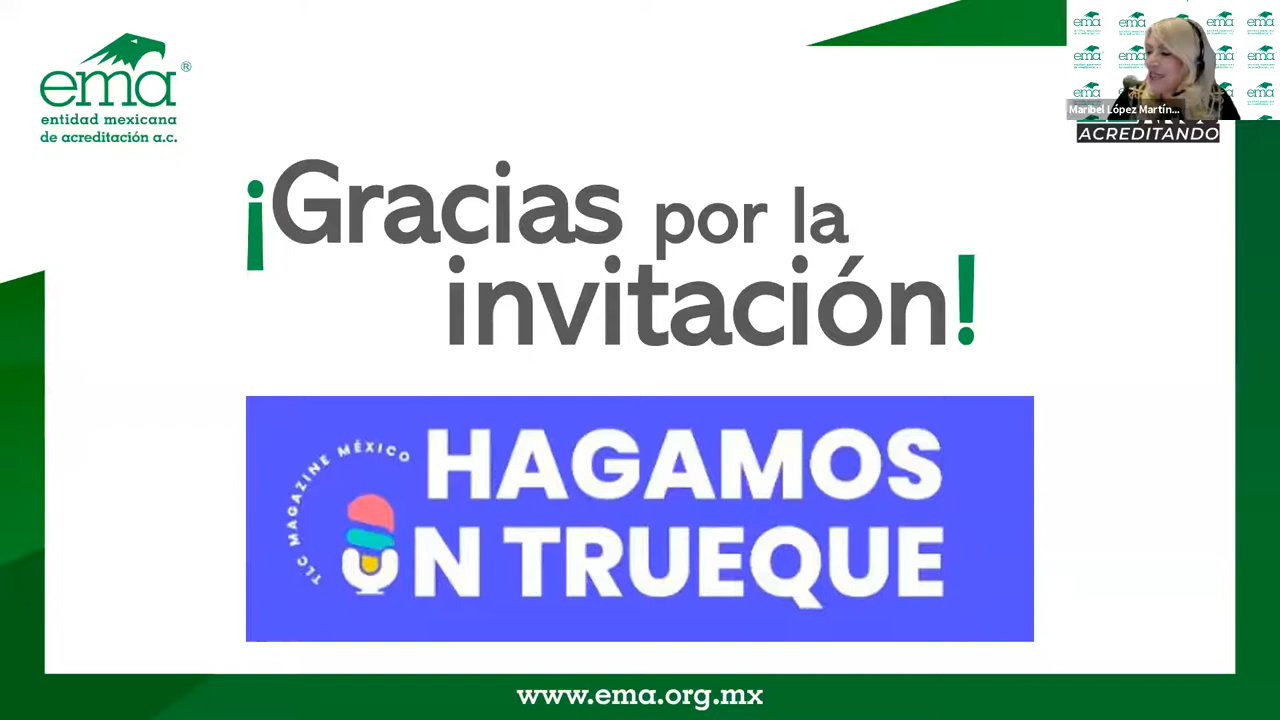 ema®
entidad mexicana
de acreditación a.c.
Maribel López Martín...
ACREDITANDO
¡Gracias por la
invitación!
TLC MAGAZINE MÉXICO
HAGAMOS
UN TRUEQUE
www.ema.org.mx